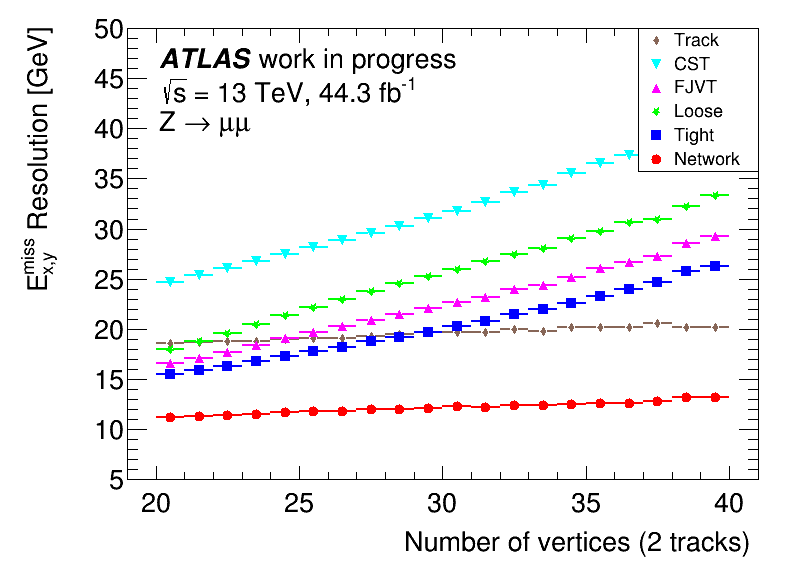 E_{x,y}^{miss} Resolution [GeV]
50
45
40
35
30
25
20
15
10
5
ATLAS work in progress
√s = 13 TeV, 44.3 fb⁻¹
Z → μμ
Track
CST
FJVT
Loose
Tight
Network
20 25 30 35 40
Number of vertices (2 tracks)